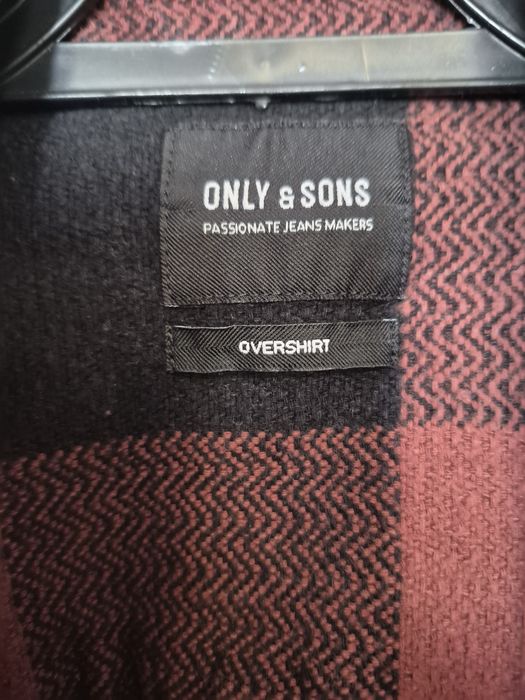 ONLY & SONS
PASSIONATE JEANS MAKERS
OVERSHIRT